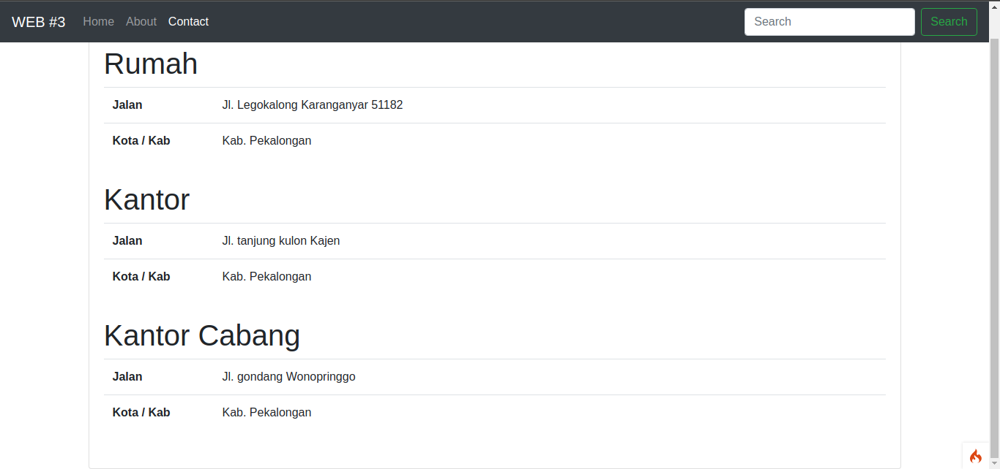 WEB #3 Home About Contact Search Search
Rumah
Jalan Jl. Legokalong Karanganyar 51182
Kota / Kab Kab. Pekalongan
Kantor
Jalan Jl. tanjung kulon Kajen
Kota / Kab Kab. Pekalongan
Kantor Cabang
Jalan Jl. gondang Wonopringgo
Kota / Kab Kab. Pekalongan